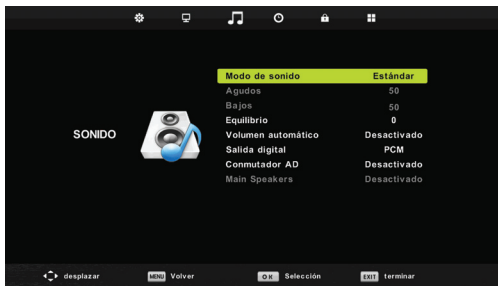 Modo de sonido Estándar
Agudos 50
Bajos 50
Equilibrio 0
SONIDO
Volumen automático Desactivado
Salida digital PCM
Conmutador AD Desactivado
Main Speakers Desactivado
desplazar MENU Volver OK Selección EXIT terminar